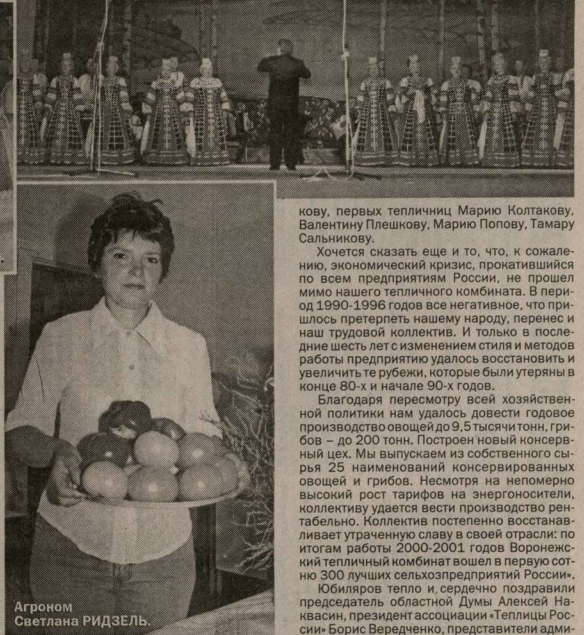 кову, первых тепличниц Марию Колтакову,
Валентину Плешкову, Марию Попову, Тамару
Сальникову.
Хочется сказать еще и то, что, к сожале-
нию, экономический кризис, прокатившийся
по всем предприятиям России, не прошел
мимо нашего тепличного комбината. В пери-
од 1990-1996 годов все негативное, что при-
шлось претерпеть нашему народу, перенес и
наш трудовой коллектив. И только в после-
дние шесть лет с изменением стиля и методов
работы предприятию удалось восстановить и
увеличить те рубежи, которые были утеряны в
конце 80-х и начале 90-х годов.
Благодаря пересмотру всей хозяйствен-
ной политики нам удалось довести годовое
производство овощей до 9,5 тысячи тонн, гри-
бов – до 200 тонн. Построен новый консерв-
ный цех. Мы выпускаем из собственного сы-
рья 25 наименований консервированных
овощей и грибов. Несмотря на непомерно
высокий рост тарифов на энергоносители,
коллективу удается вести производство рен-
табельно. Коллектив постепенно восстанав-
ливает утраченную славу в своей отрасли: по
итогам работы 2000-2001 годов Воронежс-
кий тепличный комбинат вошел в первую сот-
ню 300 лучших сельхозпредприятий России».
Юбиляров тепло и сердечно поздравили
председатель областной Думы Алексей На-
квасин, президент ассоциации «Теплицы Рос-
сии» Борис Вередченко, представители адми-
Агроном
Светлана РИДЗЕЛЬ.